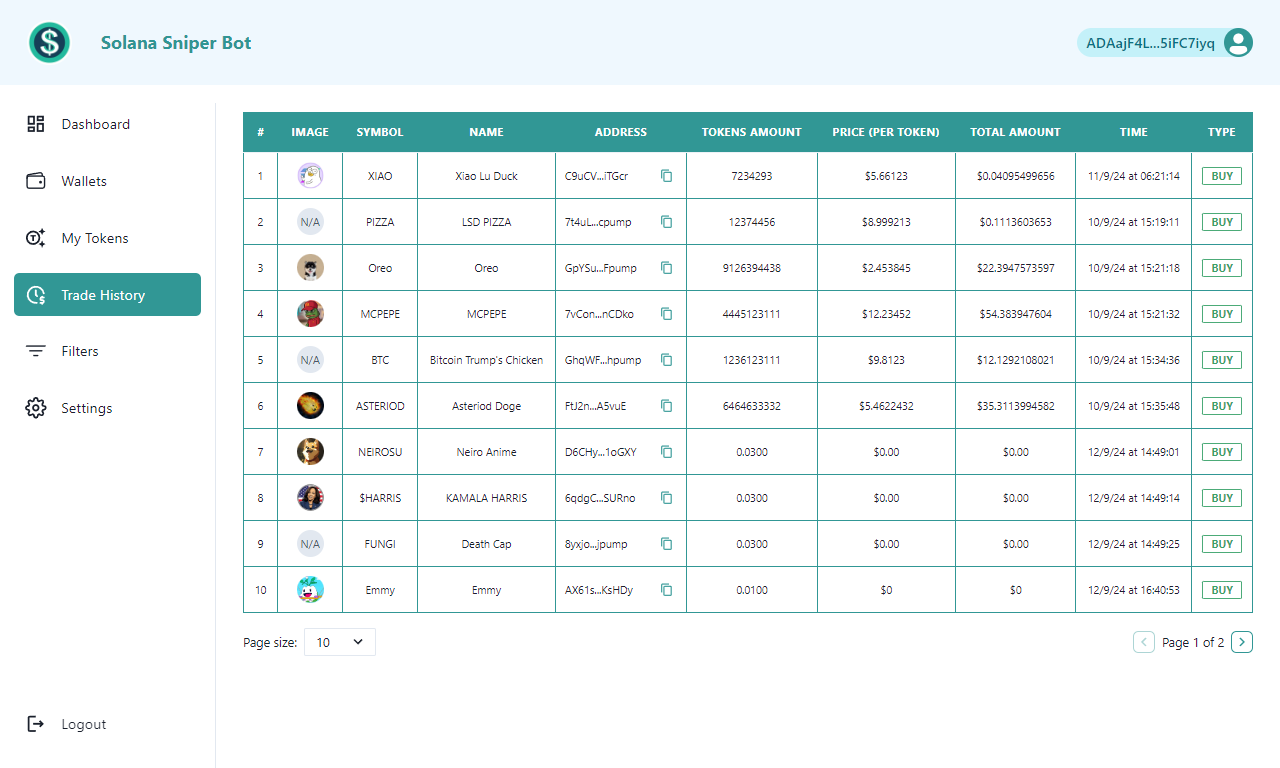 Solana Sniper Bot
ADAajF4L...5iFC7iyq
Dashboard
Wallets
My Tokens
Trade History
Filters
Settings
Logout
# IMAGE SYMBOL NAME ADDRESS TOKENS AMOUNT PRICE (PER TOKEN) TOTAL AMOUNT TIME TYPE
1 XIAO Xiao Lu Duck C9uCV...iTGcr 7234293 $5.66123 $0.04095499656 11/9/24 at 06:21:14 BUY
2 N/A PIZZA LSD PIZZA 7t4uL...cpump 12374456 $8.999213 $0.1113603653 10/9/24 at 15:19:11 BUY
3 Oreo Oreo GpYSu...Fpump 9126394438 $2.453845 $22.3947573597 10/9/24 at 15:21:18 BUY
4 MCPEPE MCPEPE 7vCon...nCDko 4445123111 $12.23452 $54.383947604 10/9/24 at 15:21:32 BUY
5 N/A BTC Bitcoin Trump's Chicken GhqWF...hpump 1236123111 $9.8123 $12.1292108021 10/9/24 at 15:34:36 BUY
6 ASTERIOD Asteriod Doge FtJ2n...A5vuE 6464633332 $5.4622432 $35.3113994582 10/9/24 at 15:35:48 BUY
7 NEIROSU Neiro Anime D6CHy...1oGXY 0.0300 $0.00 $0.00 12/9/24 at 14:49:01 BUY
8 $HARRIS KAMALA HARRIS 6qdgC...SURno 0.0300 $0.00 $0.00 12/9/24 at 14:49:14 BUY
9 N/A FUNGI Death Cap 8yxjo...jpump 0.0300 $0.00 $0.00 12/9/24 at 14:49:25 BUY
10 Emmy Emmy AX61s...KsHDy 0.0100 $0 $0 12/9/24 at 16:40:53 BUY
Page size: 10
Page 1 of 2